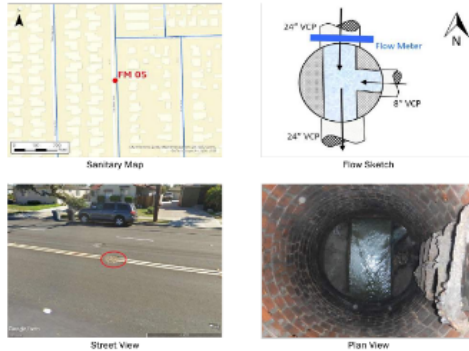 FM 05
Sanitary Map
24" VCP
N
Flow Meter
8" VCP
24" VCP
Flow Sketch
Street View
Plan View